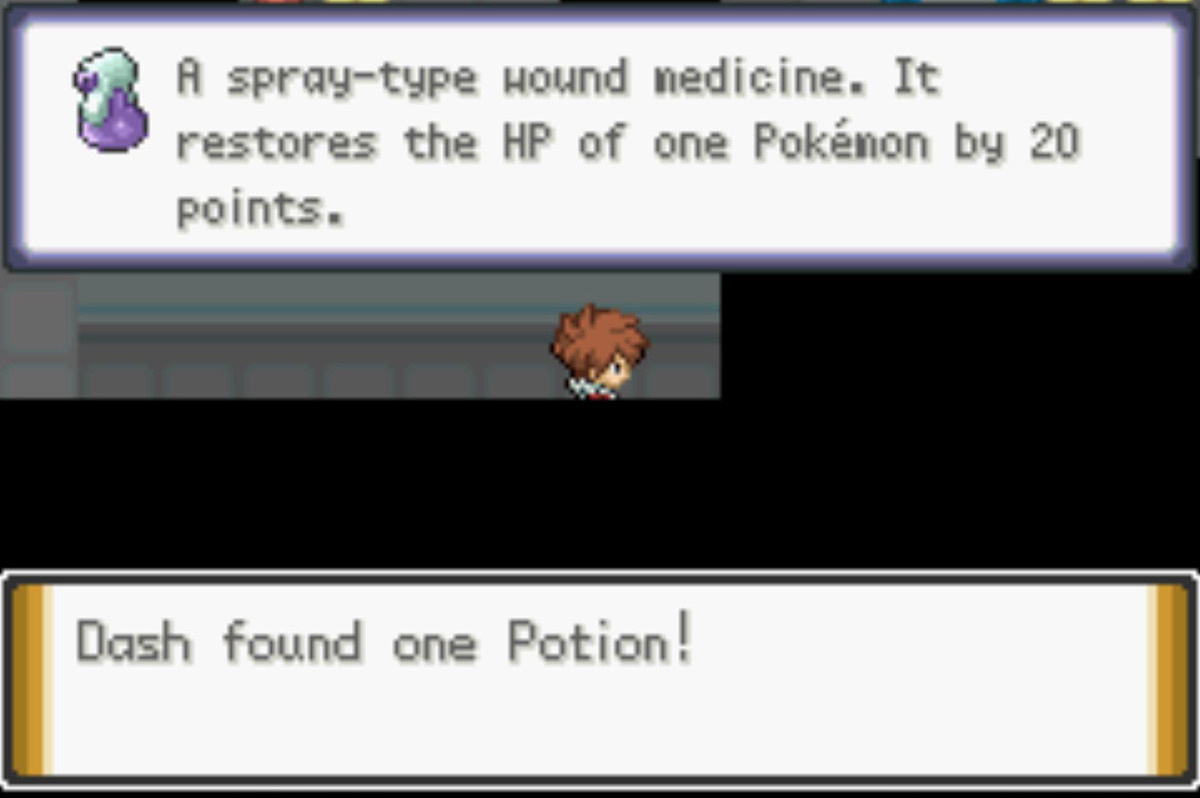 A spray-type wound medicine. It
restores the HP of one Pokémon by 20
points.
Dash found one Potion!